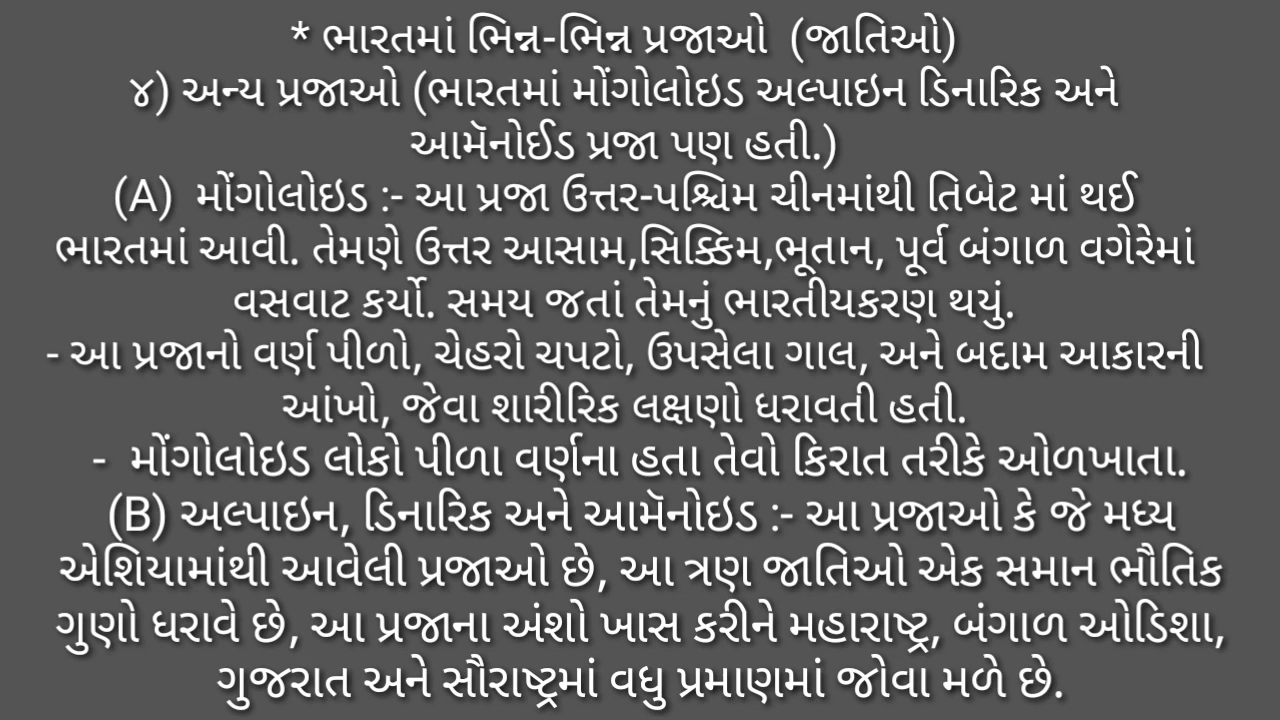 * ભારતમાં ભિન્ન-ભિન્ન પ્રજાઓ (જાતિઓ)
૪) અન્ય પ્રજાઓ (ભારતમાં મોંગોલોઇડ અલ્પાઇન ડિનારિક અને
આમૅનોઈડ પ્રજા પણ હતી.)
(A) મોંગોલોઇડ :- આ પ્રજા ઉત્તર-પશ્ચિમ ચીનમાંથી તિબેટ માં થઈ
ભારતમાં આવી. તેમણે ઉત્તર આસામ,સિક્કિમ,ભૂતાન, પૂર્વ બંગાળ વગેરેમાં
વસવાટ કર્યો. સમય જતાં તેમનું ભારતીયકરણ થયું.
- આ પ્રજાનો વર્ણ પીળો, ચેહરો ચપટો, ઉપસેલા ગાલ, અને બદામ આકારની
આંખો, જેવા શારીરિક લક્ષણો ધરાવતી હતી.
- મોંગોલોઇડ લોકો પીળા વર્ણના હતા તેવો કિરાત તરીકે ઓળખાતા.
(B) અલ્પાઇન, ડિનારિક અને આમૅનોઇડ :- આ પ્રજાઓ કે જે મધ્ય
એશિયામાંથી આવેલી પ્રજાઓ છે, આ ત્રણ જાતિઓ એક સમાન ભૌતિક
ગુણો ધરાવે છે, આ પ્રજાના અંશો ખાસ કરીને મહારાષ્ટ્ર, બંગાળ ઓડિશા,
ગુજરાત અને સૌરાષ્ટ્રમાં વધુ પ્રમાણમાં જોવા મળે છે.